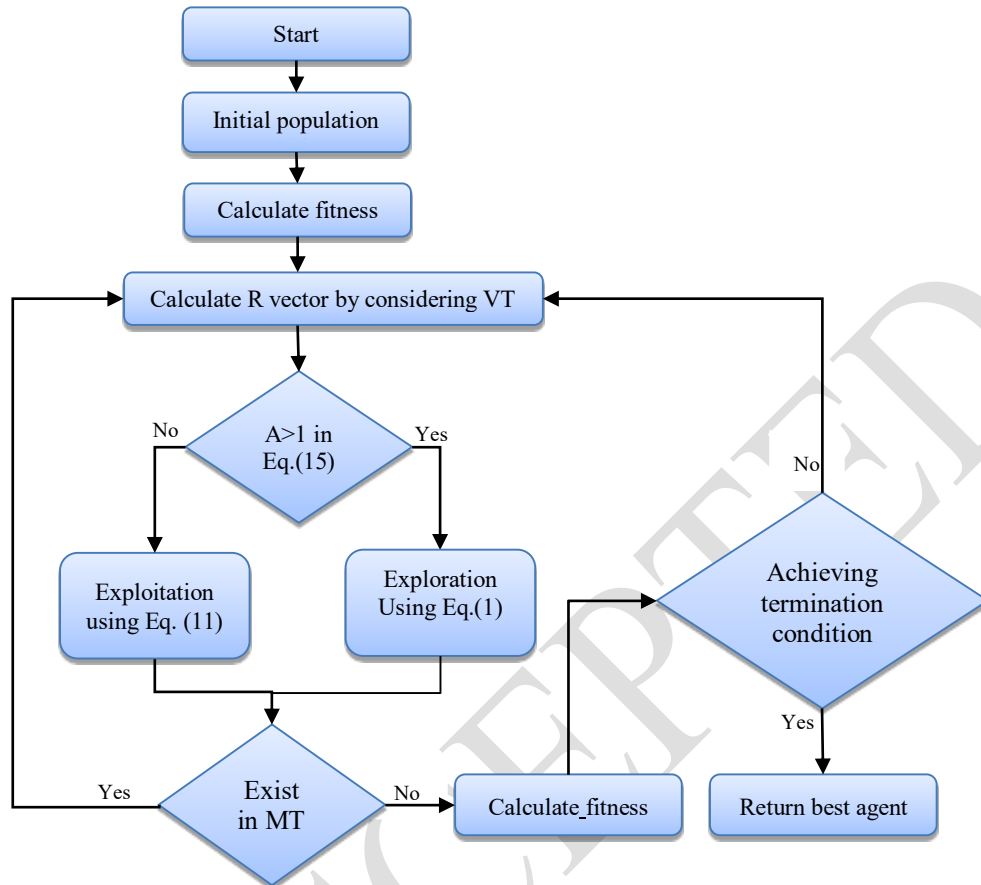 Start
Initial population
Calculate fitness
Calculate R vector by considering VT
No
A>1 in
Eq.(15)
Yes
Exploitation
using Eq. (11)
Exploration
Using Eq.(1)
No
Achieving
termination
condition
Yes
Yes
Exist
in MT
No
Calculate_fitness
Return best agent
CEPTED